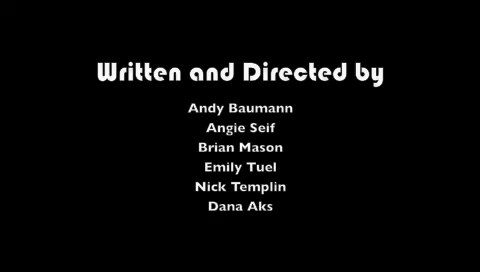 Written and Directed by
Andy Baumann
Angie Seif
Brian Mason
Emily Tuel
Nick Templin
Dana Aks